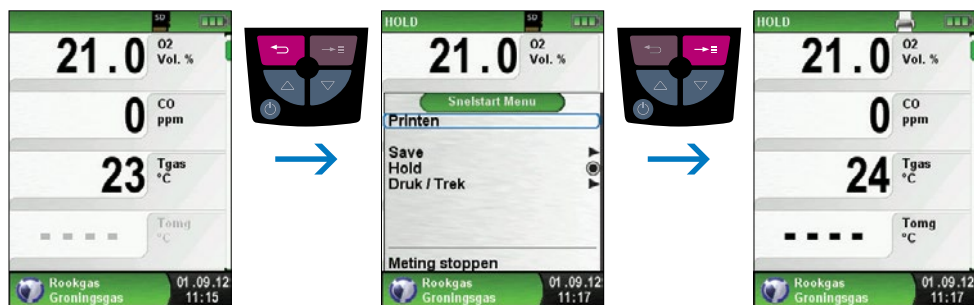 SD
21.0 O2 Vol. %
0 CO ppm
23 Tgas °C
- - - - Tomg °C
Rookgas 01.09.12
Groningsgas 11:15
HOLD SD
21.0 O2 Vol. %
Snelstart Menu
Printen
Save
Hold
Druk / Trek
Meting stoppen
Rookgas 01.09.12
Groningsgas 11:17
HOLD
21.0 O2 Vol. %
0 CO ppm
24 Tgas °C
- - - - Tomg °C
Rookgas 01.09.12
Groningsgas 11:17